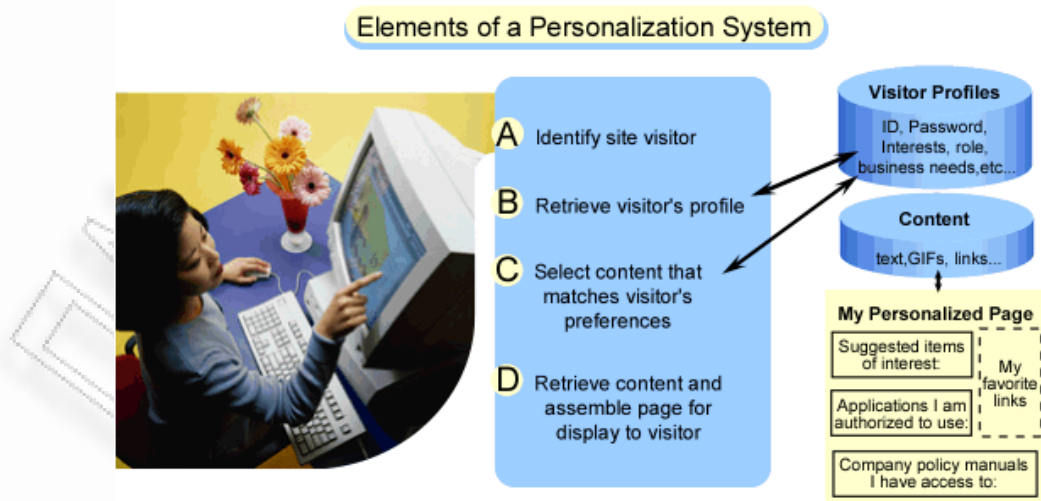 Elements of a Personalization System
A Identify site visitor
B Retrieve visitor's profile
C Select content that
matches visitor's
preferences
D Retrieve content and
assemble page for
display to visitor
Visitor Profiles
ID, Password,
Interests, role,
business needs,etc...
Content
text,GIFs, links...
My Personalized Page
Suggested items
of interest:
My
favorite
links
Applications I am
authorized to use:
Company policy manuals
I have access to: